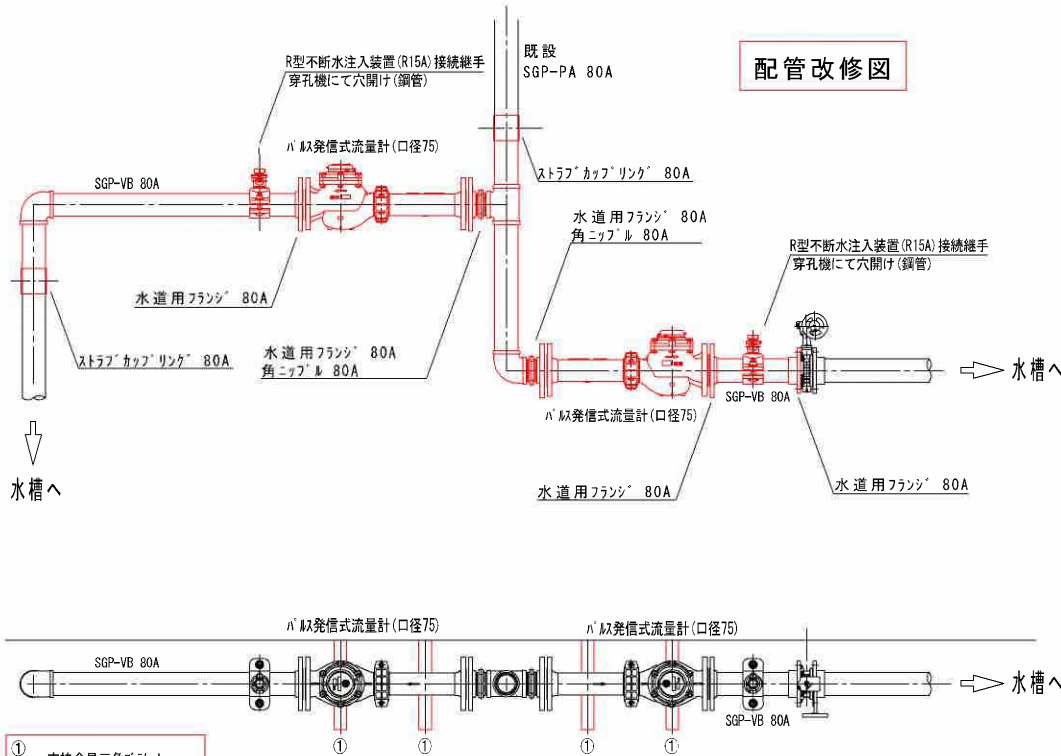 配管改修図
既設
SGP-PA 80A
R型不断水注入装置(R15A)接続継手
穿孔機にて穴開け(鋼管)
パルス発信式流量計(口径75)
SGP-VB 80A
ストラブカップリング 80A
水道用フランジ 80A
角ニップル 80A
R型不断水注入装置(R15A)接続継手
穿孔機にて穴開け(鋼管)
水道用フランジ 80A
ストラブカップリング 80A
水道用フランジ 80A
角ニップル 80A
水槽へ
SGP-VB 80A
パルス発信式流量計(口径75)
水道用フランジ 80A
水道用フランジ 80A
水槽へ
パルス発信式流量計(口径75)
パルス発信式流量計(口径75)
SGP-VB 80A
水槽へ
SGP-VB 80A
① ① ① ①
①